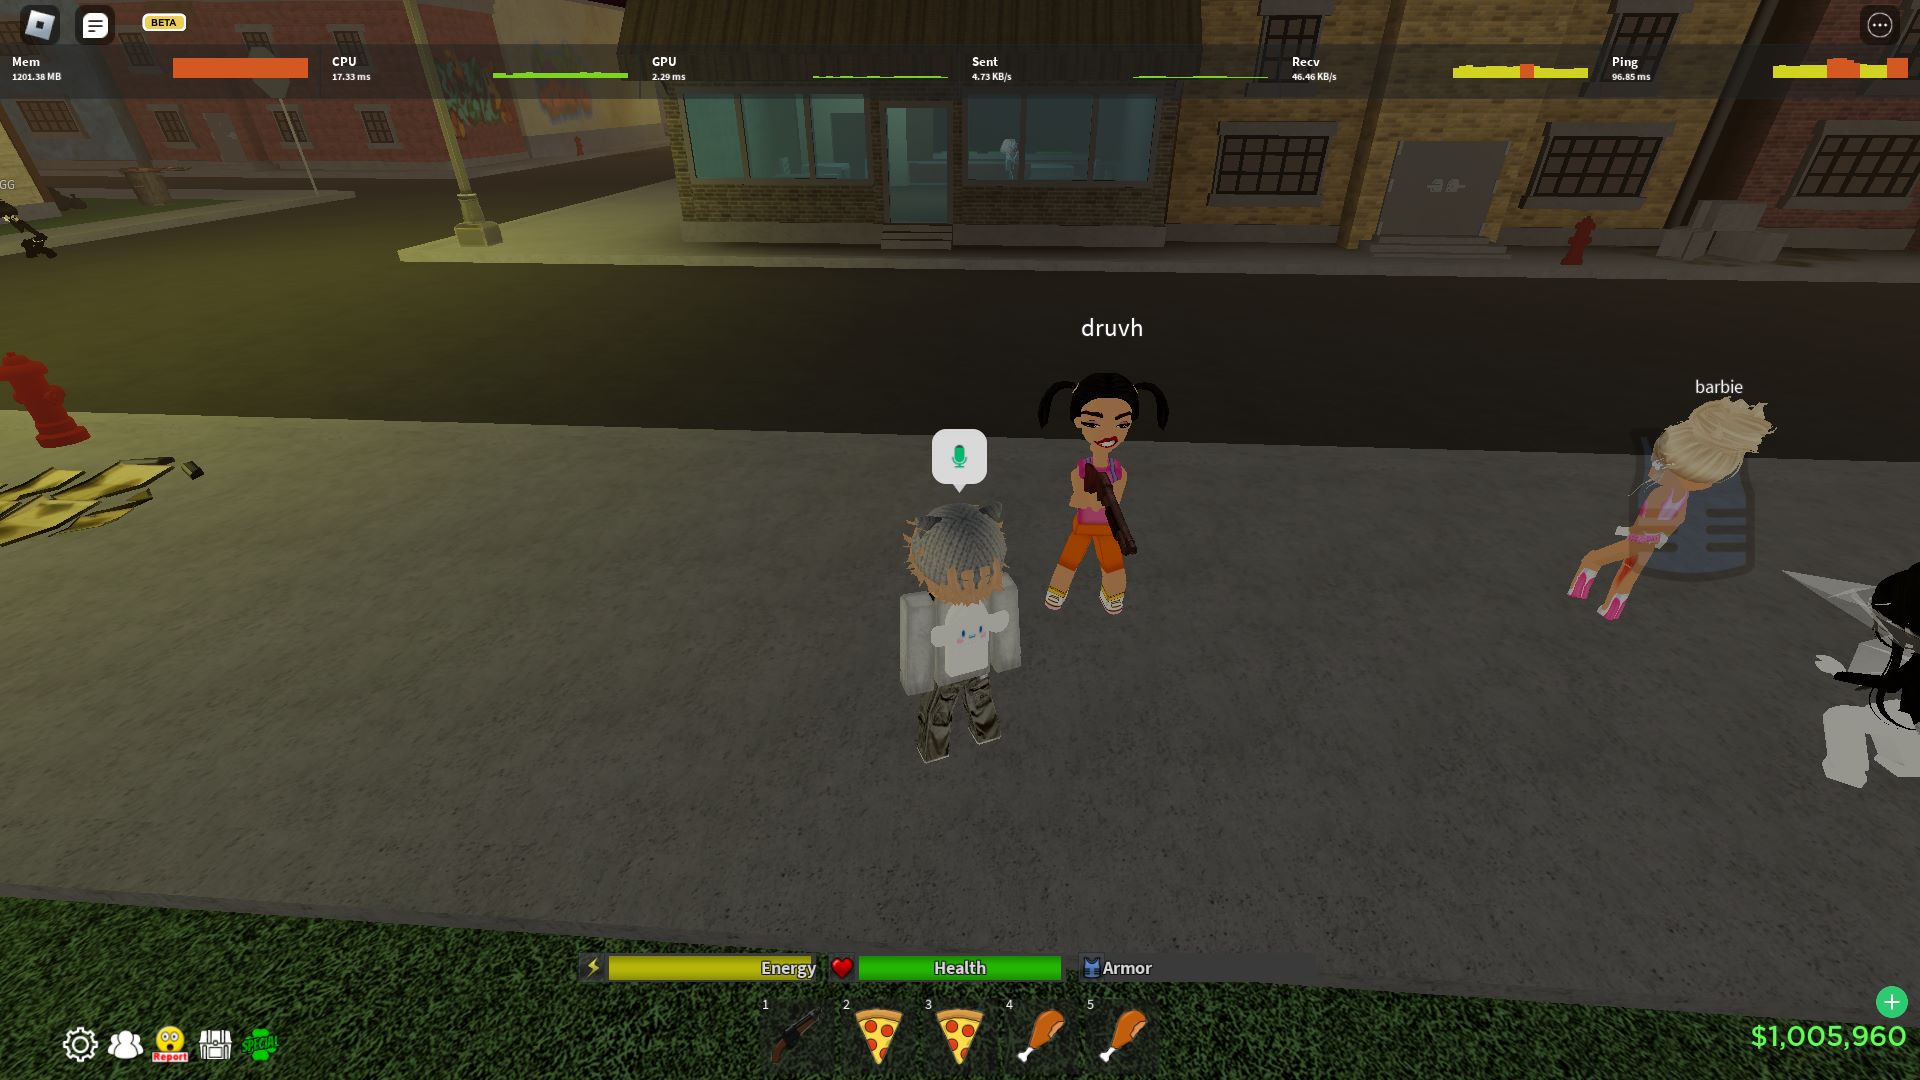 BETA
Mem
1201.38 MB
CPU
17.33 ms
GPU
2.29 ms
Sent
4.73 KB/s
Recv
46.46 KB/s
Ping
96.85 ms
GG
druvh
barbie
Energy
Health
Armor
1
2
3
4
5
Report
SPECIAL
$1,005,960